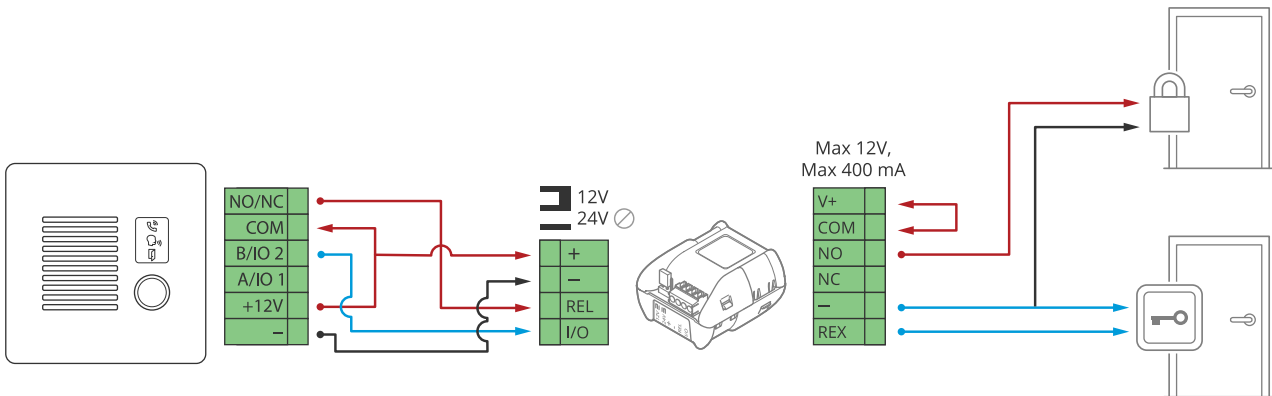 NO/NC
COM
B/IO 2
A/IO 1
+12V
–
12V
24V
+
–
REL
I/O
Max 12V,
Max 400 mA
V+
COM
NO
NC
–
REX